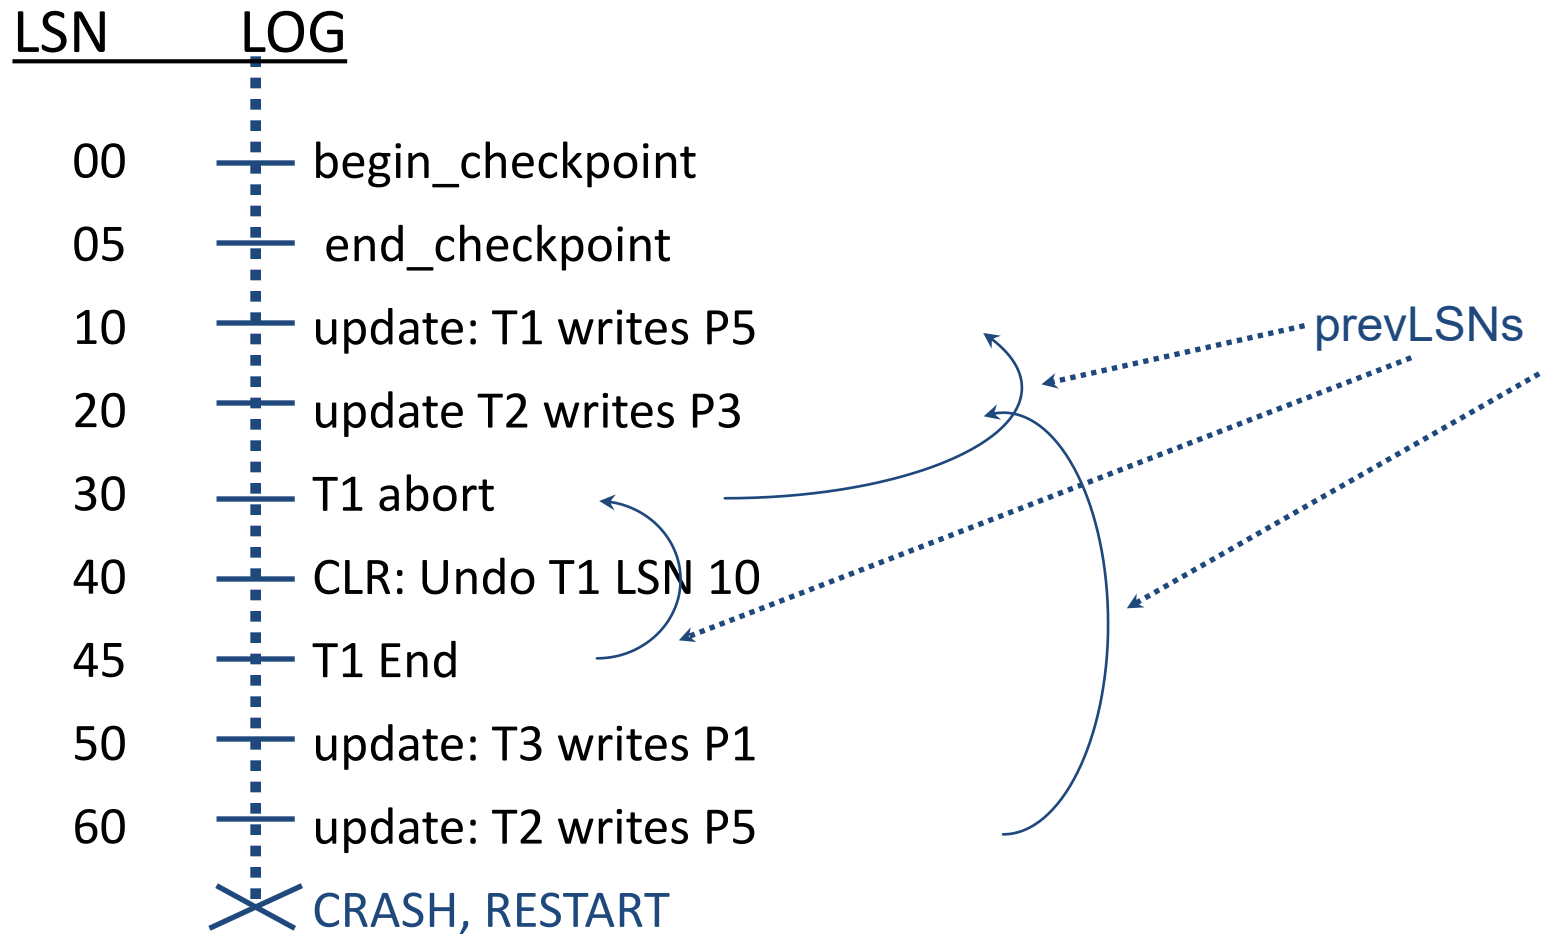 LSN LOG
00 begin_checkpoint
05 end_checkpoint
10 update: T1 writes P5 prevLSNs
20 update T2 writes P3
30 T1 abort
40 CLR: Undo T1 LSN 10
45 T1 End
50 update: T3 writes P1
60 update: T2 writes P5
CRASH, RESTART